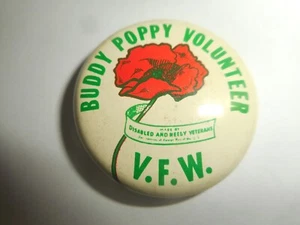 BUDDY POPPY VOLUNTEER
MADE BY
DISABLED AND NEEDY VETERANS
V.F.W.